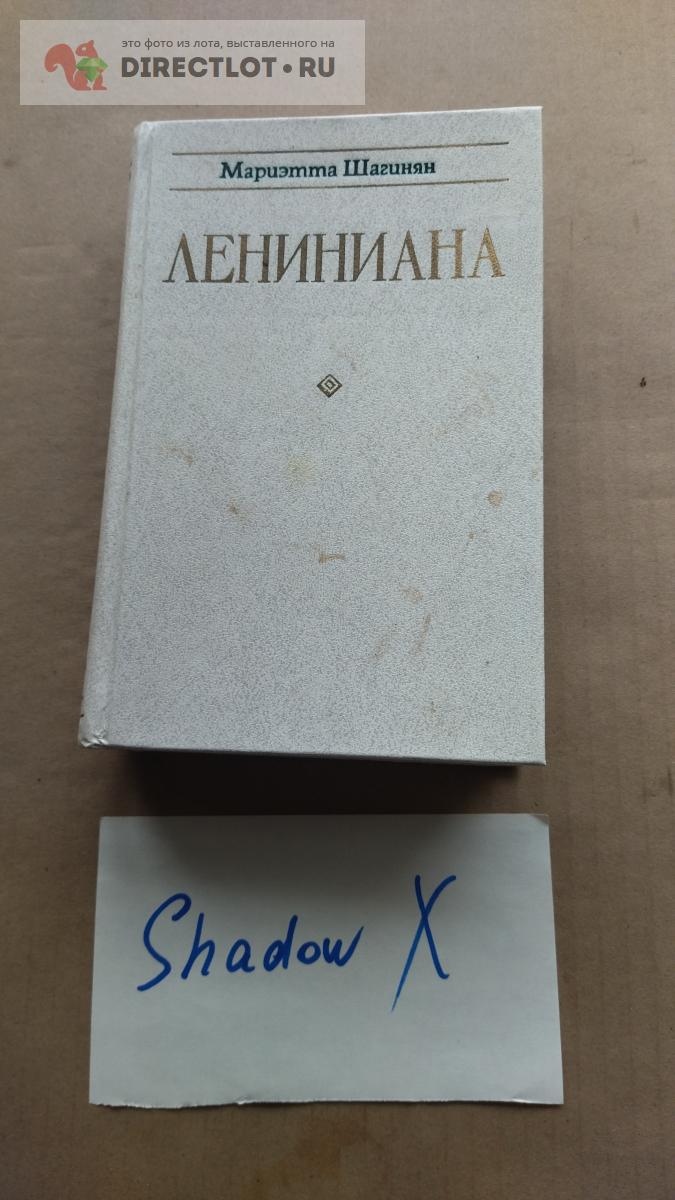 это фото из лота, выставленного на
DIRECTLOT•RU
Мариэтта Шагинян
ЛЕНИНИАНА
Shadow X